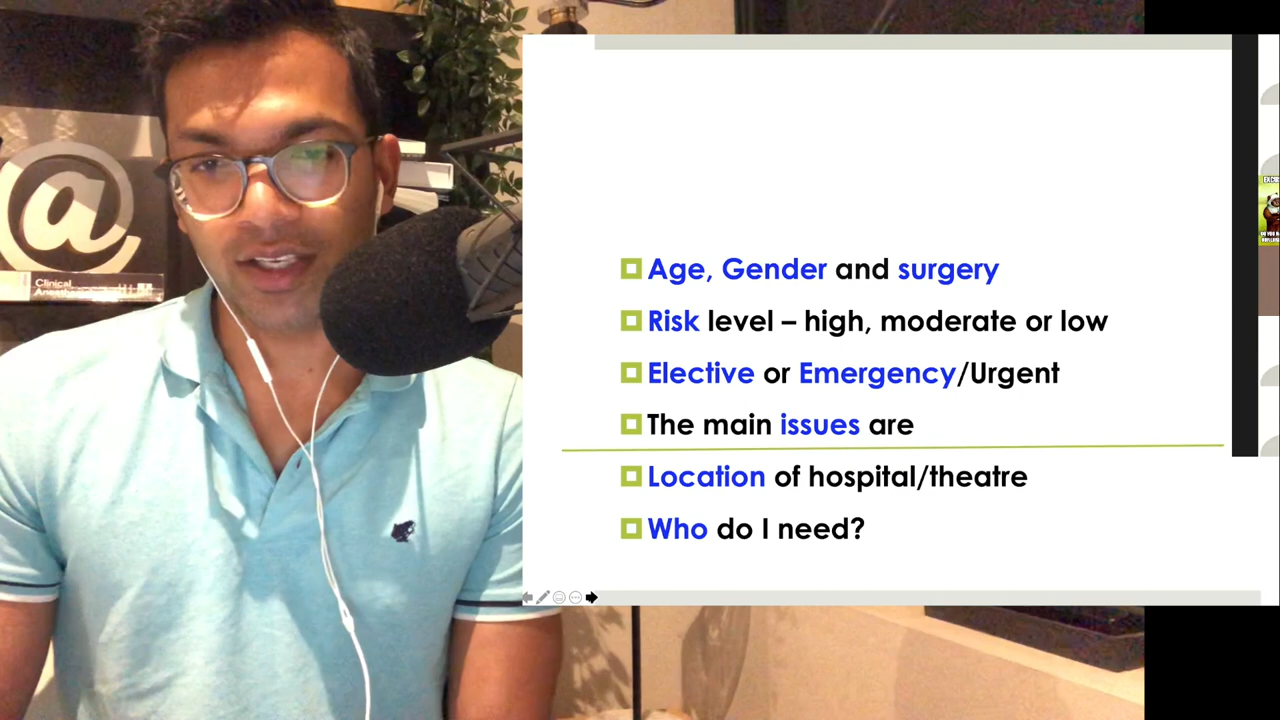 @
Clinical
Age, Gender and surgery
Risk level – high, moderate or low
Elective or Emergency/Urgent
The main issues are
Location of hospital/theatre
Who do I need?